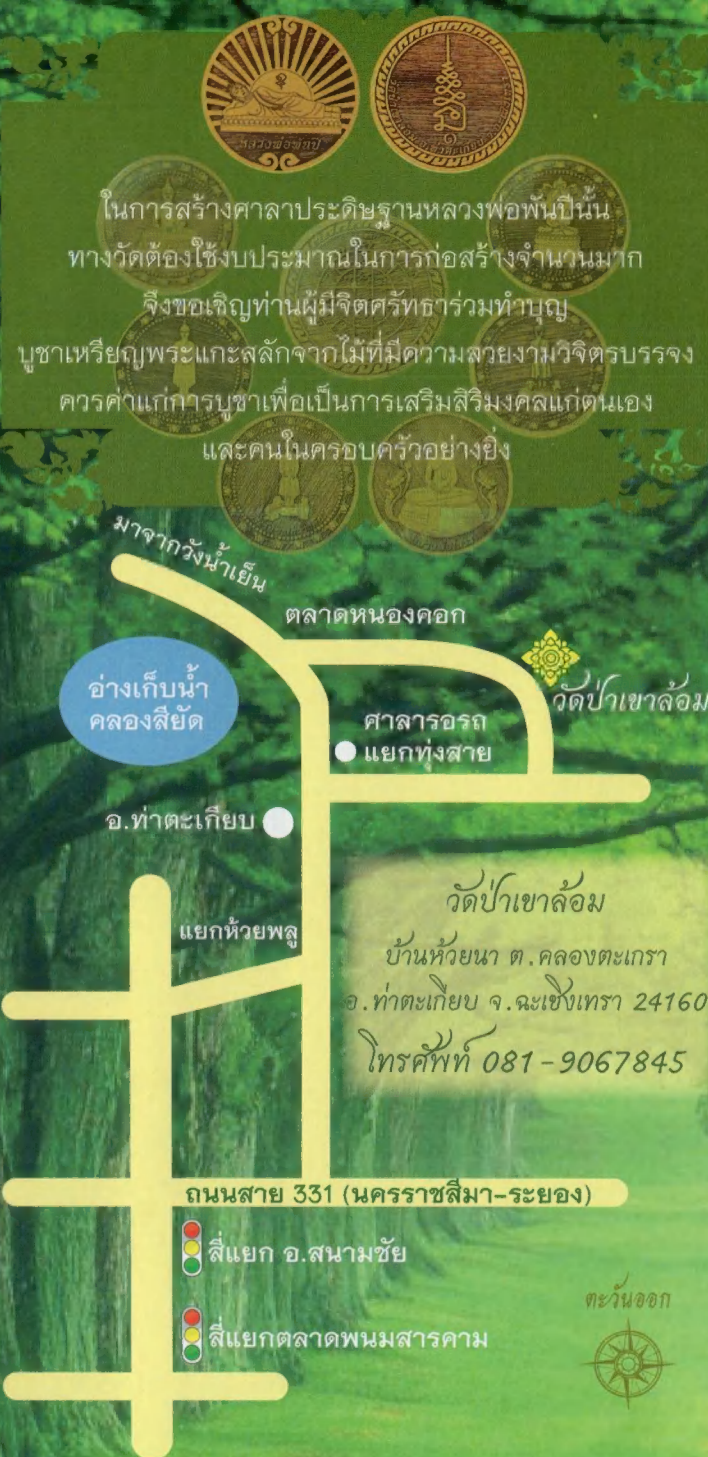 หลวงพ่อพันปี
ในการสร้างศาลาประดิษฐานหลวงพ่อพันปีนั้น
ทางวัดต้องใช้งบประมาณในการก่อสร้างจำนวนมาก
จึงขอเชิญท่านผู้มีจิตศรัทธาร่วมทำบุญ
บูชาเหรียญพระแกะสลักจากไม้ที่มีความสวยงามวิจิตรบรรจง
ควรค่าแก่การบูชาเพื่อเป็นการเสริมสิริมงคลแก่ตนเอง
และคนในครอบครัวอย่างยิ่ง
มาจากวังน้ำเย็น
ตลาดหนองคอก
อ่างเก็บน้ำ
คลองสียัด
วัดป่าเขาล้อม
ศาลารอรถ
แยกทุ่งสาย
อ.ท่าตะเกียบ
แยกห้วยพลู
วัดป่าเขาล้อม
บ้านห้วยนา ต.คลองตะเกรา
อ.ท่าตะเกียบ จ.ฉะเชิงเทรา 24160
โทรศัพท์ 081-9067845
ถนนสาย 331 (นครราชสีมา-ระยอง)
สี่แยก อ.สนามชัย
สี่แยกตลาดพนมสารคาม
ตะวันออก